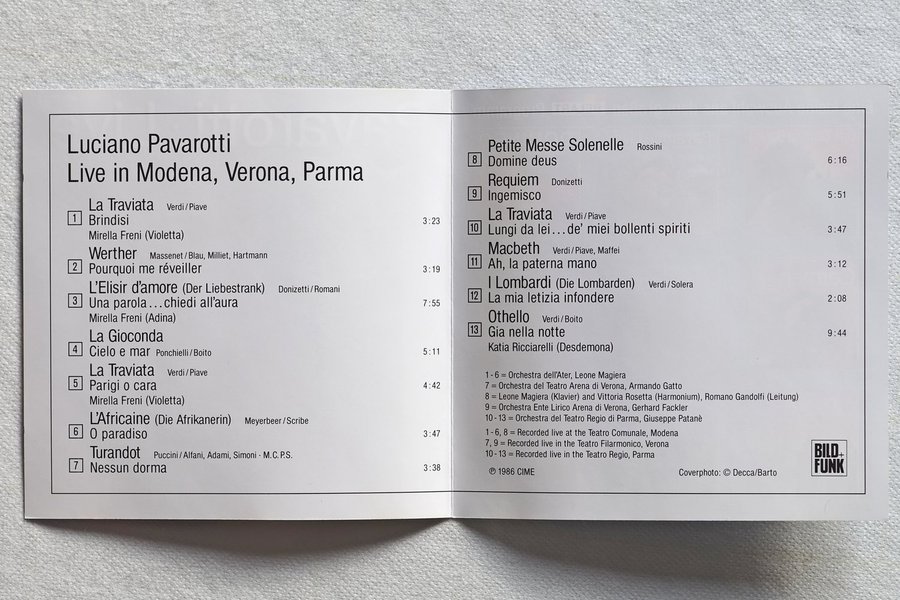 Luciano Pavarotti
Live in Modena, Verona, Parma
La Traviata Verdi/Piave
1 Brindisi 3:23
Mirella Freni (Violetta)
Werther Massenet/Blau, Milliet, Hartmann
2 Pourquoi me réveiller 3:19
L'Elisir d'amore (Der Liebestrank) Donizetti/Romani
3 Una parola...chiedi all'aura 7:55
Mirella Freni (Adina)
La Gioconda
4 Cielo e mar Ponchielli/Boito 5:11
La Traviata Verdi/Piave
5 Parigi o cara 4:42
Mirella Freni (Violetta)
L'Africaine (Die Afrikanerin) Meyerbeer/Scribe
6 O paradiso 3:47
Turandot Puccini/Alfani, Adami, Simoni · M.C.P.S.
7 Nessun dorma 3:38
Petite Messe Solenelle Rossini
8 Domine deus 6:16
Requiem Donizetti
9 Ingemisco 5:51
La Traviata Verdi/Piave
10 Lungi da lei...de' miei bollenti spiriti 3:47
Macbeth Verdi/Piave, Maffei
11 Ah, la paterna mano 3:12
I Lombardi (Die Lombarden) Verdi/Solera
12 La mia letizia infondere 2:08
Othello Verdi/Boito
13 Gia nella notte 9:44
Katia Ricciarelli (Desdemona)
1-6 = Orchestra dell'Ater, Leone Magiera
7 = Orchestra del Teatro Arena di Verona, Armando Gatto
8 = Leone Magiera (Klavier) and Vittoria Rosetta (Harmonium), Romano Gandolfi (Leitung)
9 = Orchestra Ente Lirico Arena di Verona, Gerhard Fackler
10-13 = Orchestra del Teatro Regio di Parma, Giuseppe Patanè
1-6, 8 = Recorded live at the Teatro Comunale, Modena
7, 9 = Recorded live in the Teatro Filarmonico, Verona
10-13 = Recorded live in the Teatro Regio, Parma
℗ 1986 CIME
Coverphoto: © Decca/Barto
BILD+
FUNK